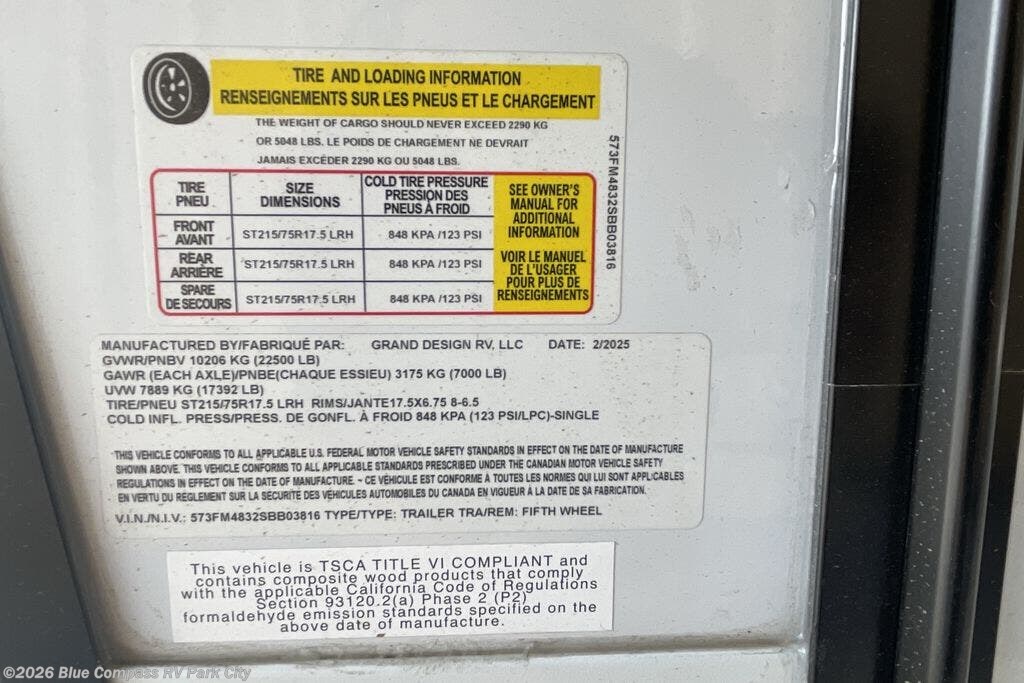 TIRE AND LOADING INFORMATION
RENSEIGNEMENTS SUR LES PNEUS ET LE CHARGEMENT
THE WEIGHT OF CARGO SHOULD NEVER EXCEED 2290 KG
OR 5048 LBS. LE POIDS DE CHARGEMENT NE DEVRAIT
JAMAIS EXCÉDER 2290 KG OU 5048 LBS.
TIRE
PNEU
SIZE
DIMENSIONS
COLD TIRE PRESSURE
PRESSION DES
PNEUS À FROID
FRONT
AVANT
ST215/75R17.5 LRH
848 KPA /123 PSI
REAR
ARRIÈRE
ST215/75R17.5 LRH
848 KPA /123 PSI
SPARE
DE SECOURS
ST215/75R17.5 LRH
848 KPA /123 PSI
SEE OWNER'S
MANUAL FOR
ADDITIONAL
INFORMATION
VOIR LE MANUEL
DE L'USAGER
POUR PLUS DE
RENSEIGNEMENTS
573FM4832SBB03816
MANUFACTURED BY/FABRIQUÉ PAR: GRAND DESIGN RV, LLC DATE: 2/2025
GVWR/PNBV 10206 KG (22500 LB)
GAWR (EACH AXLE)/PNBE(CHAQUE ESSIEU) 3175 KG (7000 LB)
UVW 7889 KG (17392 LB)
TIRE/PNEU ST215/75R17.5 LRH RIMS/JANTE17.5X6.75 8-6.5
COLD INFL. PRESS/PRESS. DE GONFL. À FROID 848 KPA (123 PSI/LPC)-SINGLE
THIS VEHICLE CONFORMS TO ALL APPLICABLE U.S. FEDERAL MOTOR VEHICLE SAFETY STANDARDS IN EFFECT ON THE DATE OF MANUFACTURE
SHOWN ABOVE. THIS VEHICLE CONFORMS TO ALL APPLICABLE STANDARDS PRESCRIBED UNDER THE CANADIAN MOTOR VEHICLE SAFETY
REGULATIONS IN EFFECT ON THE DATE OF MANUFACTURE. - CE VÉHICULE EST CONFORME À TOUTES LES NORMES QUI LUI SONT APPLICABLES
EN VERTU DU RÈGLEMENT SUR LA SÉCURITÉ DES VÉHICULES AUTOMOBILES DU CANADA EN VIGUEUR À LA DATE DE SA FABRICATION.
V.I.N./N.I.V.: 573FM4832SBB03816 TYPE/TYPE: TRAILER TRA/REM: FIFTH WHEEL
This vehicle is TSCA TITLE VI COMPLIANT and
contains composite wood products that comply
with the applicable California Code of Regulations
Section 93120.2(a) Phase 2 (P2)
formaldehyde emission standards specified on the
above date of manufacture.
©2026 Blue Compass RV Park City